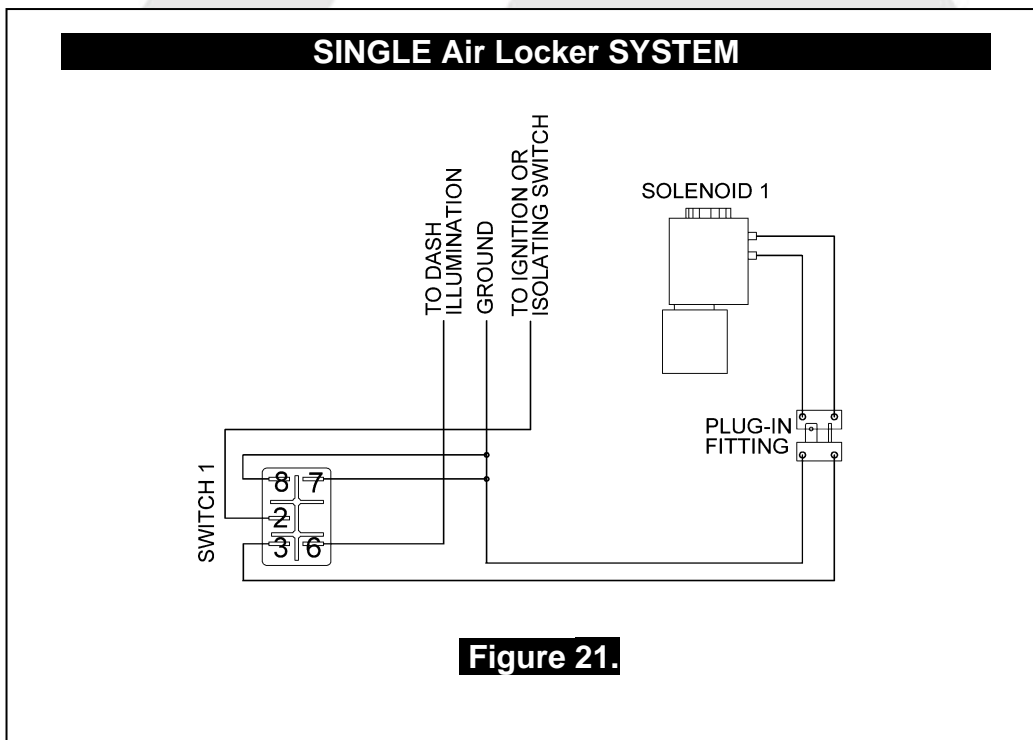 SINGLE Air Locker SYSTEM
TO DASH
ILLUMINATION
GROUND
TO IGNITION OR
ISOLATING SWITCH
SOLENOID 1
PLUG-IN
FITTING
SWITCH 1
8 7
2
3 6
Figure 21.